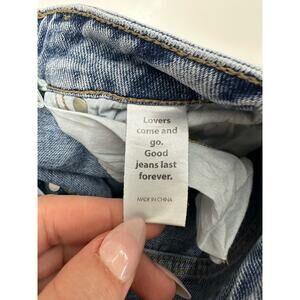 Lovers
come and
go.
Good
jeans last
forever.
MADE IN CHINA